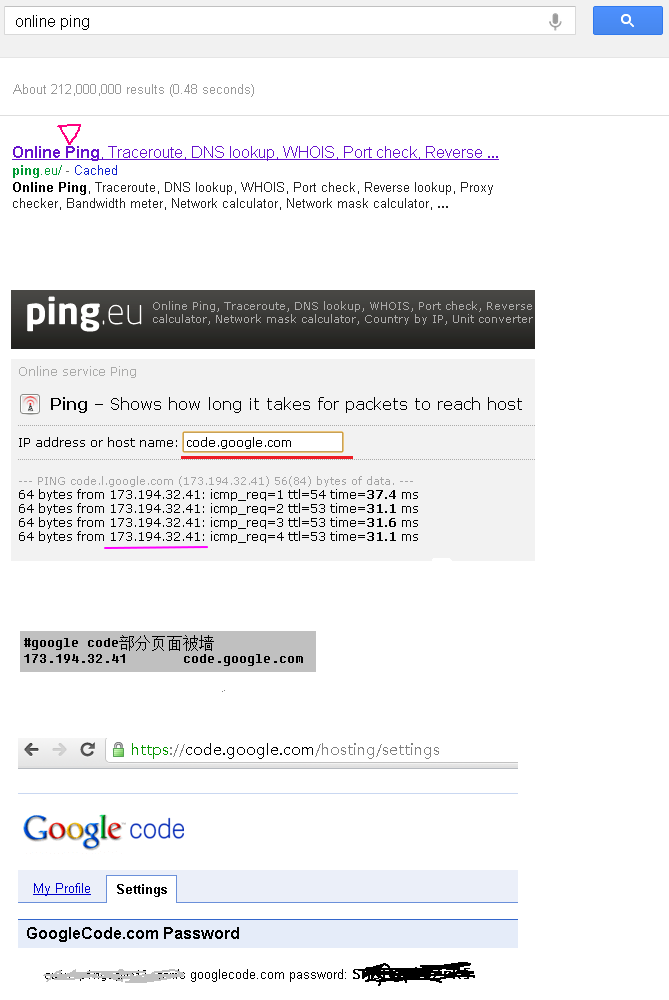 online ping
About 212,000,000 results (0.48 seconds)
Online Ping, Traceroute, DNS lookup, WHOIS, Port check, Reverse ...
ping.eu/ - Cached
Online Ping, Traceroute, DNS lookup, WHOIS, Port check, Reverse lookup, Proxy
checker, Bandwidth meter, Network calculator, Network mask calculator, ...
ping.eu
Online Ping, Traceroute, DNS lookup, WHOIS, Port check, Reverse
calculator, Network mask calculator, Country by IP, Unit converter
Online service Ping
Ping – Shows how long it takes for packets to reach host
IP address or host name: code.google.com
--- PING code.l.google.com (173.194.32.41) 56(84) bytes of data. ---
64 bytes from 173.194.32.41: icmp_req=1 ttl=54 time=37.4 ms
64 bytes from 173.194.32.41: icmp_req=2 ttl=53 time=31.1 ms
64 bytes from 173.194.32.41: icmp_req=3 ttl=53 time=31.6 ms
64 bytes from 173.194.32.41: icmp_req=4 ttl=53 time=31.1 ms
#google code部分页面被墙
173.194.32.41 code.google.com
https://code.google.com/hosting/settings
Google code
My Profile Settings
GoogleCode.com Password
googlecode.com password: